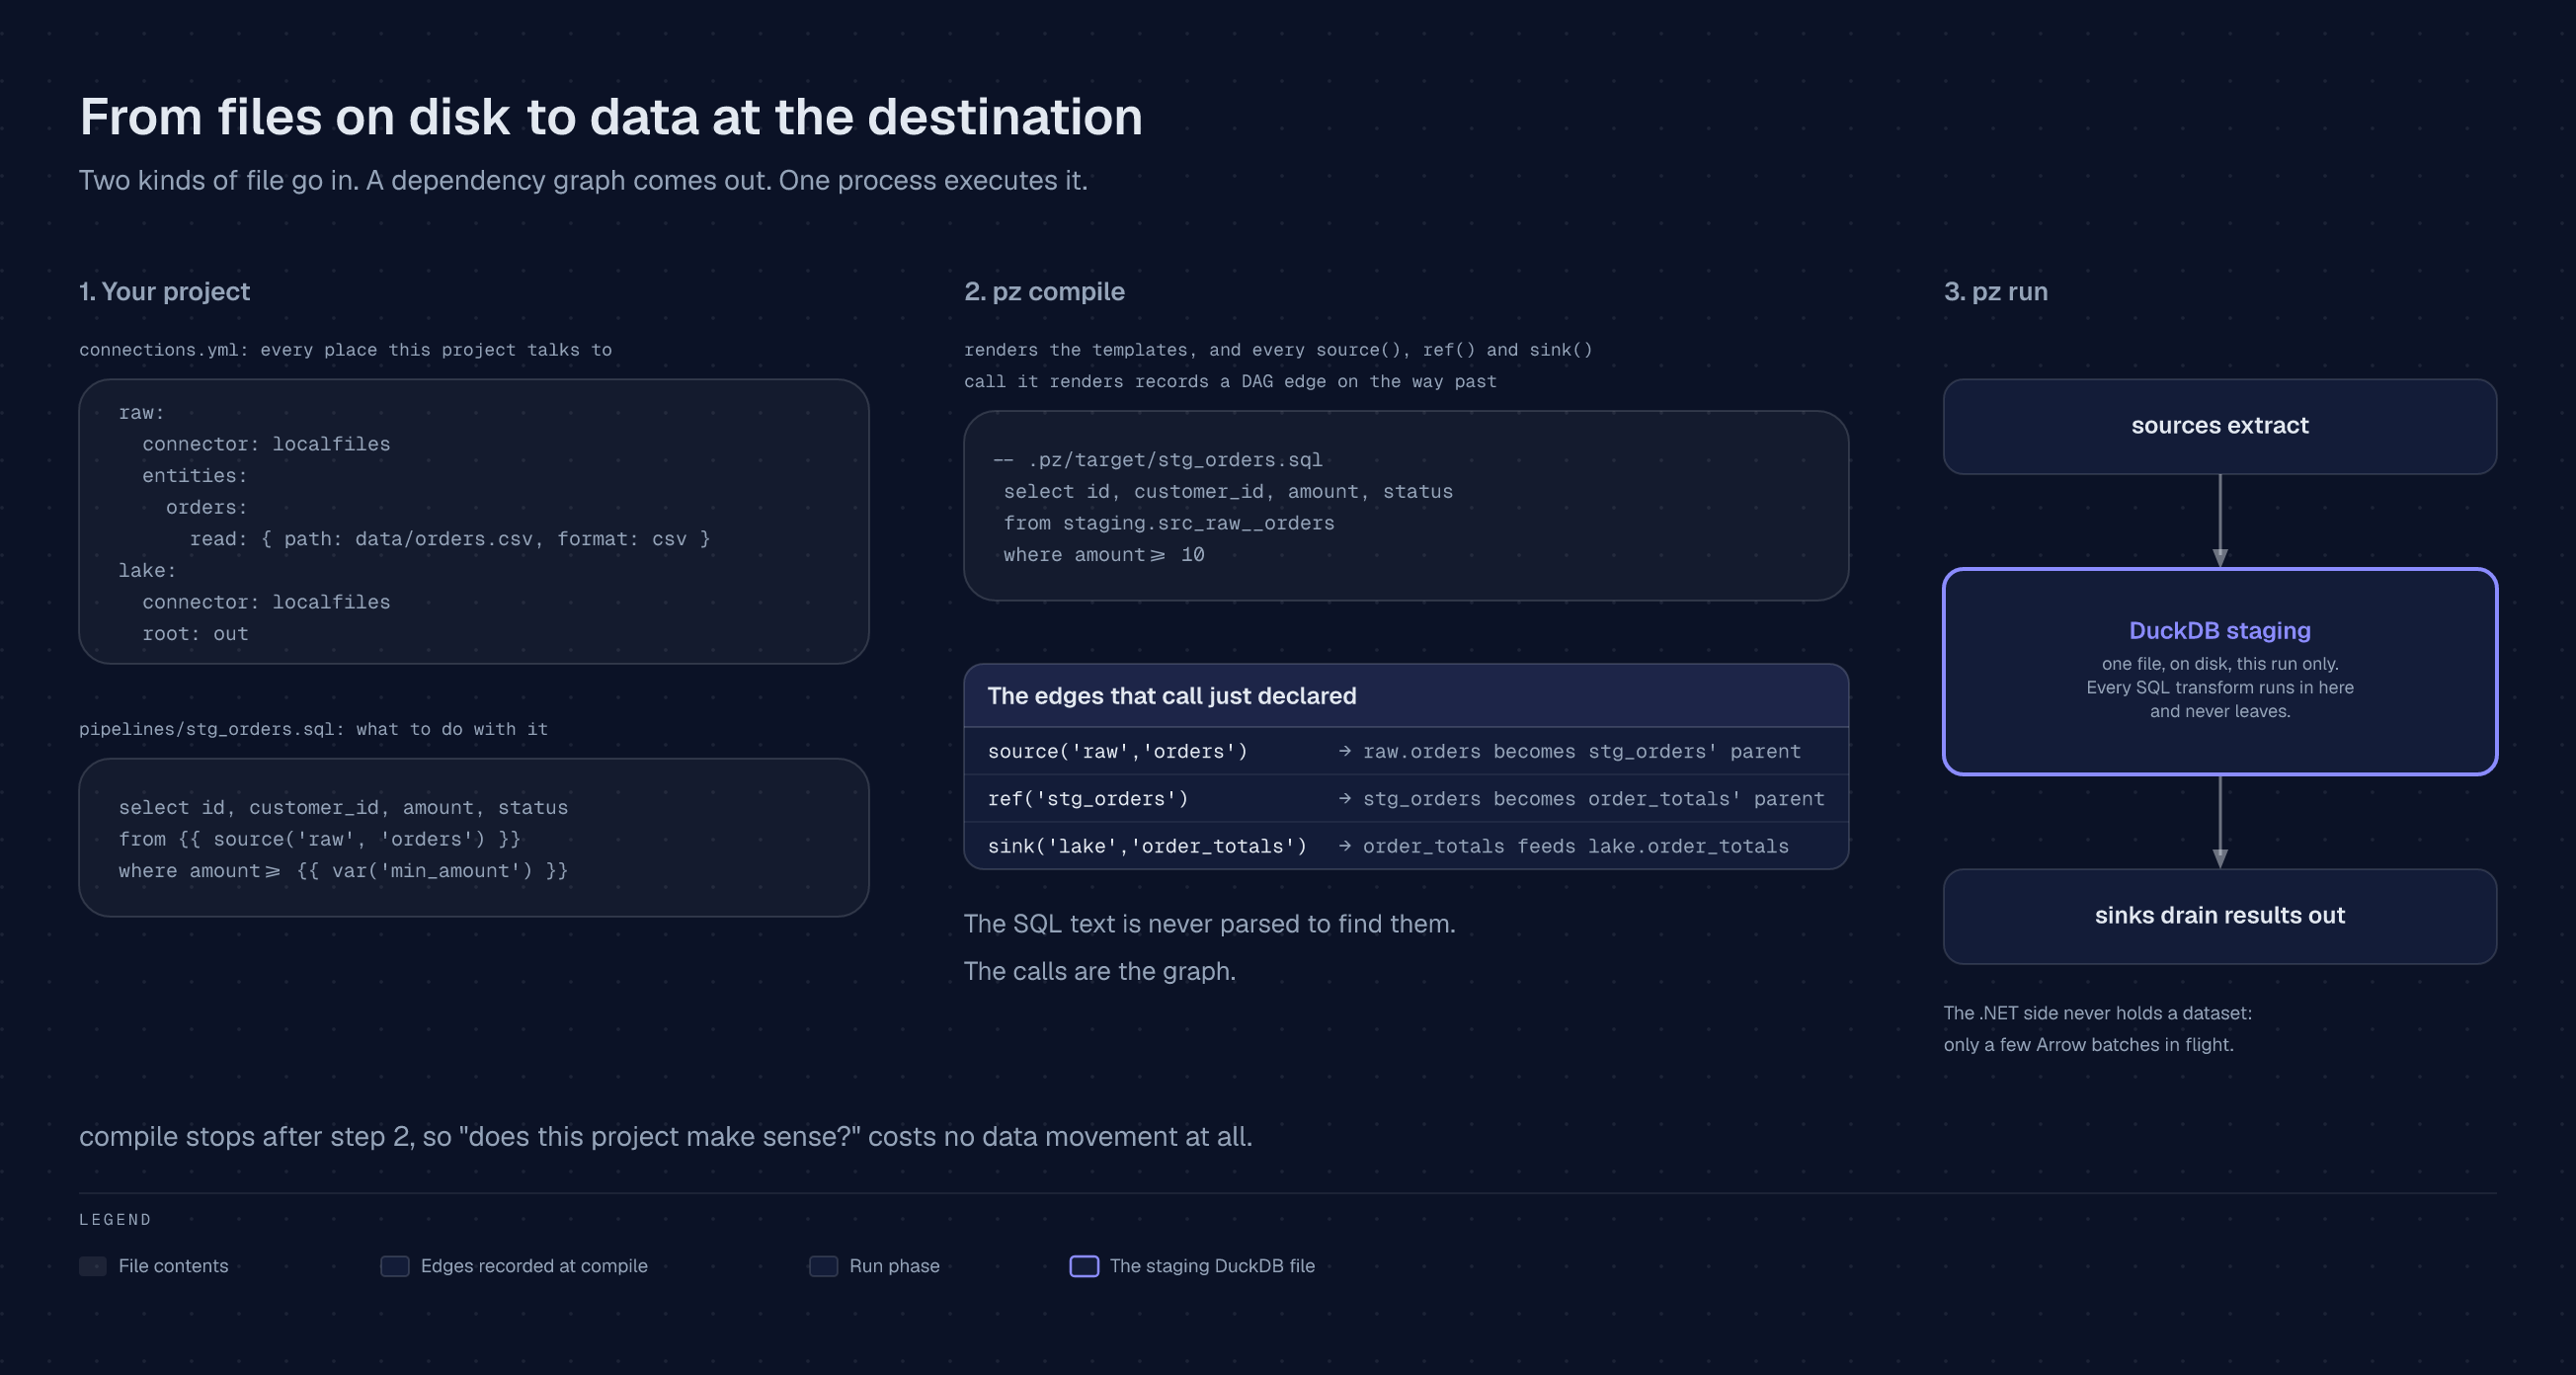 From files on disk to data at the destination
Two kinds of file go in. A dependency graph comes out. One process executes it.
1. Your project
connections.yml: every place this project talks to
raw:
  connector: localfiles
  entities:
    orders:
      read: { path: data/orders.csv, format: csv }
lake:
  connector: localfiles
  root: out
pipelines/stg_orders.sql: what to do with it
select id, customer_id, amount, status
from {{ source('raw', 'orders') }}
where amount ≥ {{ var('min_amount') }}
2. pz compile
renders the templates, and every source(), ref() and sink()
call it renders records a DAG edge on the way past
-- .pz/target/stg_orders.sql
select id, customer_id, amount, status
from staging.src_raw__orders
where amount ≥ 10
The edges that call just declared
source('raw','orders') → raw.orders becomes stg_orders' parent
ref('stg_orders') → stg_orders becomes order_totals' parent
sink('lake','order_totals') → order_totals feeds lake.order_totals
The SQL text is never parsed to find them.
The calls are the graph.
3. pz run
sources extract
DuckDB staging
one file, on disk, this run only.
Every SQL transform runs in here
and never leaves.
sinks drain results out
The .NET side never holds a dataset:
only a few Arrow batches in flight.
compile stops after step 2, so "does this project make sense?" costs no data movement at all.
LEGEND
File contents
Edges recorded at compile
Run phase
The staging DuckDB file